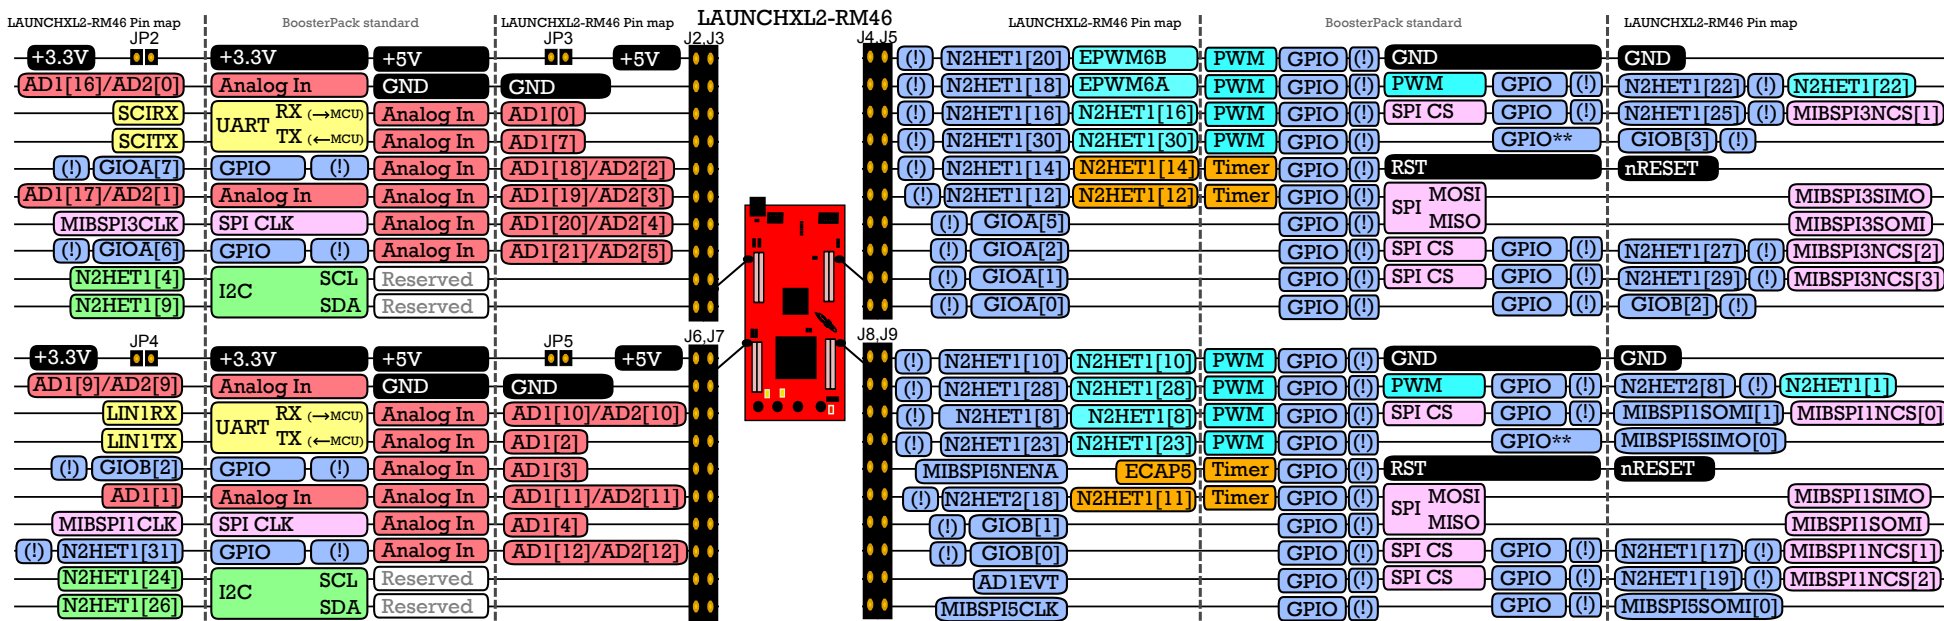 LAUNCHXL2-RM46
LAUNCHXL2-RM46 Pin map BoosterPack standard LAUNCHXL2-RM46 Pin map LAUNCHXL2-RM46 Pin map BoosterPack standard LAUNCHXL2-RM46 Pin map
JP2 JP3 J2,J3 J4,J5
+3.3V +3.3V +5V +5V (!) N2HET1[20] EPWM6B PWM GPIO (!) GND GND
AD1[16]/AD2[0] Analog In GND GND (!) N2HET1[18] EPWM6A PWM GPIO (!) PWM GPIO (!) N2HET1[22] (!) N2HET1[22]
SCIRX UART RX (→MCU) Analog In AD1[0] (!) N2HET1[16] N2HET1[16] PWM GPIO (!) SPI CS GPIO (!) N2HET1[25] (!) MIBSPI3NCS[1]
SCITX TX (←MCU) Analog In AD1[7] (!) N2HET1[30] N2HET1[30] PWM GPIO (!) GPIO** GIOB[3] (!)
(!) GIOA[7] GPIO (!) Analog In AD1[18]/AD2[2] (!) N2HET1[14] N2HET1[14] Timer GPIO (!) RST nRESET
AD1[17]/AD2[1] Analog In Analog In AD1[19]/AD2[3] (!) N2HET1[12] N2HET1[12] Timer GPIO (!) SPI MOSI MIBSPI3SIMO
MIBSPI3CLK SPI CLK Analog In AD1[20]/AD2[4] (!) GIOA[5] GPIO (!) MISO MIBSPI3SOMI
(!) GIOA[6] GPIO (!) Analog In AD1[21]/AD2[5] (!) GIOA[2] GPIO (!) SPI CS GPIO (!) N2HET1[27] (!) MIBSPI3NCS[2]
N2HET1[4] I2C SCL Reserved (!) GIOA[1] GPIO (!) SPI CS GPIO (!) N2HET1[29] (!) MIBSPI3NCS[3]
N2HET1[9] SDA Reserved (!) GIOA[0] GPIO (!) GPIO (!) GIOB[2] (!)
JP4 JP5 J6,J7 J8,J9
+3.3V +3.3V +5V +5V (!) N2HET1[10] N2HET1[10] PWM GPIO (!) GND GND
AD1[9]/AD2[9] Analog In GND GND (!) N2HET1[28] N2HET1[28] PWM GPIO (!) PWM GPIO (!) N2HET2[8] (!) N2HET1[1]
LIN1RX UART RX (→MCU) Analog In AD1[10]/AD2[10] (!) N2HET1[8] N2HET1[8] PWM GPIO (!) SPI CS GPIO (!) MIBSPI1SOMI[1] MIBSPI1NCS[0]
LIN1TX TX (←MCU) Analog In AD1[2] (!) N2HET1[23] N2HET1[23] PWM GPIO (!) GPIO** MIBSPI5SIMO[0]
(!) GIOB[2] GPIO (!) Analog In AD1[3] MIBSPI5NENA ECAP5 Timer GPIO (!) RST nRESET
AD1[1] Analog In Analog In AD1[11]/AD2[11] (!) N2HET2[18] N2HET1[11] Timer GPIO (!) SPI MOSI MIBSPI1SIMO
MIBSPI1CLK SPI CLK Analog In AD1[4] (!) GIOB[1] GPIO (!) MISO MIBSPI1SOMI
(!) N2HET1[31] GPIO (!) Analog In AD1[12]/AD2[12] (!) GIOB[0] GPIO (!) SPI CS GPIO (!) N2HET1[17] (!) MIBSPI1NCS[1]
N2HET1[24] I2C SCL Reserved AD1EVT GPIO (!) SPI CS GPIO (!) N2HET1[19] (!) MIBSPI1NCS[2]
N2HET1[26] SDA Reserved MIBSPI5CLK GPIO (!) GPIO (!) MIBSPI5SOMI[0]